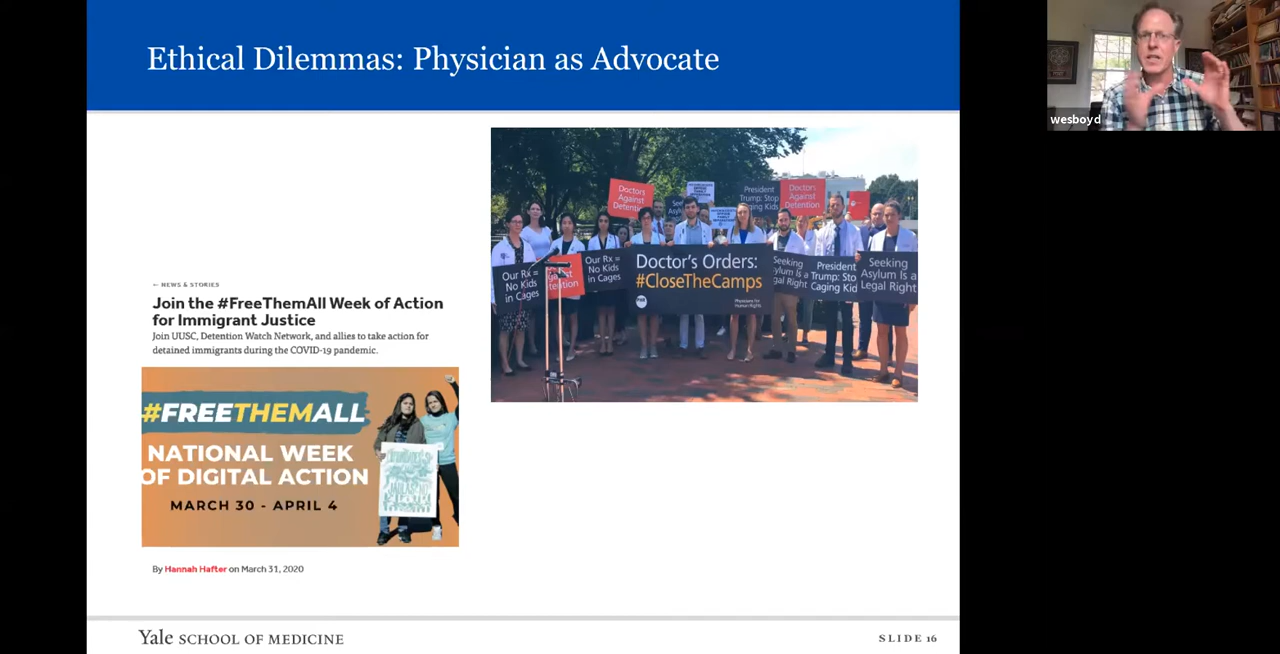 Ethical Dilemmas: Physician as Advocate
wesboyd
← NEWS & STORIES
Join the #FreeThemAll Week of Action
for Immigrant Justice
Join UUSC, Detention Watch Network, and allies to take action for
detained immigrants during the COVID-19 pandemic.
#FREETHEMALL
NATIONAL WEEK
OF DIGITAL ACTION
MARCH 30 - APRIL 4
By Hannah Hafter on March 31, 2020
Doctors
Against
Detention
President
Trump: Stop
Caging Kids
Doctors
Against
Detention
Our Rx =
No Kids
in Cages
Our Rx =
No Kids
in Cages
Doctor's Orders:
#CloseTheCamps
Physicians for
Human Rights
Seeking
Asylum Is a
Legal Right
President
Trump: Stop
Caging Kid
Seeking
Asylum Is a
Legal Right
Yale SCHOOL OF MEDICINE
SLIDE 16